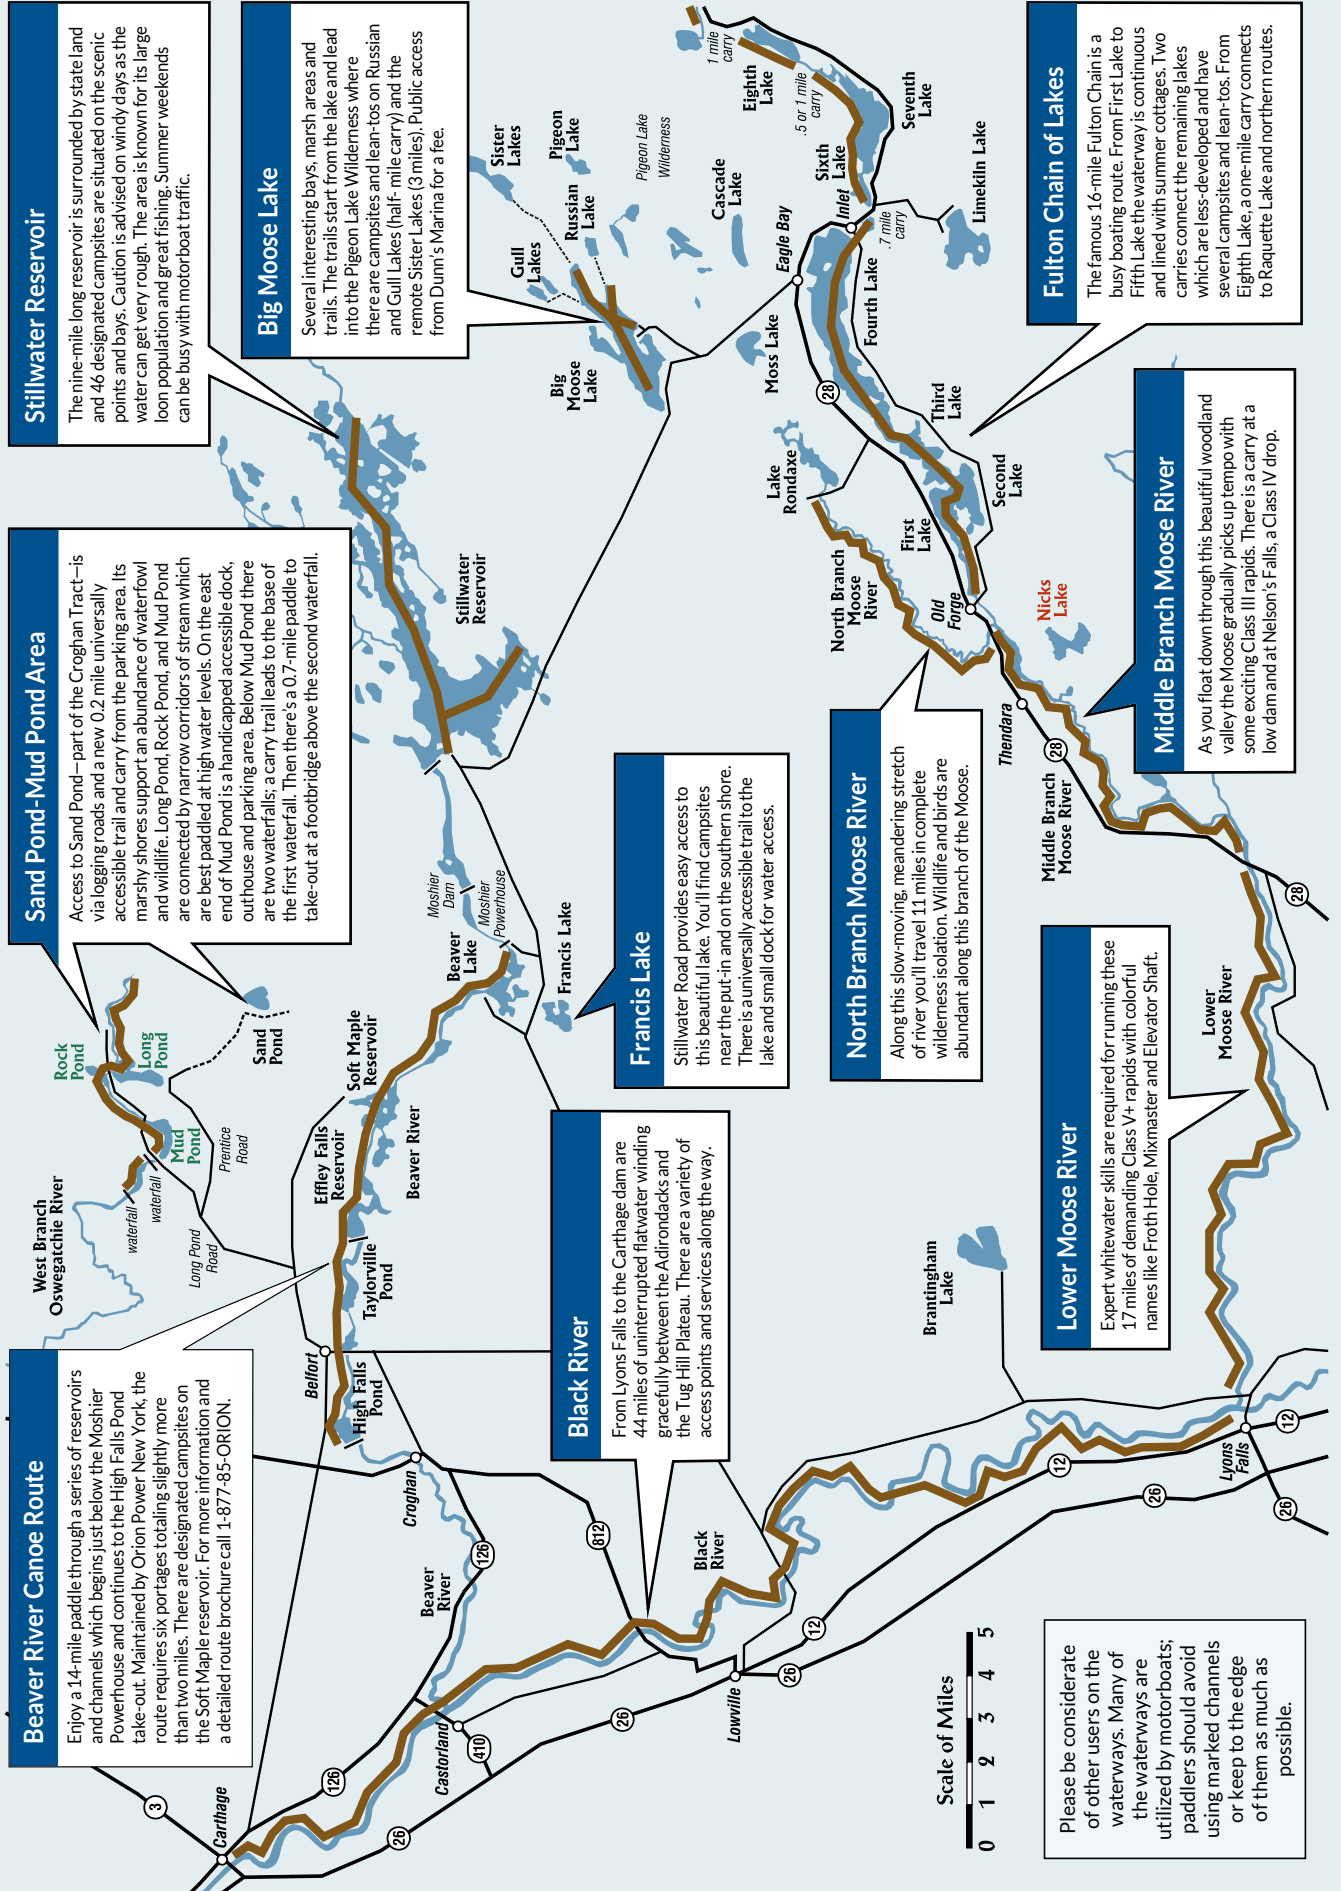 Beaver River Canoe Route
Enjoy a 14-mile paddle through a series of reservoirs
and channels which begins just below the Moshier
Powerhouse and continues to the High Falls Pond
take-out. Maintained by Orion Power New York, the
route requires six portages totaling slightly more
than two miles. There are designated campsites on
the Soft Maple reservoir. For more information and
a detailed route brochure call 1-877-85-ORION.
Sand Pond-Mud Pond Area
Access to Sand Pond—part of the Croghan Tract—is
via logging roads and a new 0.2 mile universally
accessible trail and carry from the parking area. Its
marshy shores support an abundance of waterfowl
and wildlife. Long Pond, Rock Pond, and Mud Pond
are connected by narrow corridors of stream which
are best paddled at high water levels. On the east
end of Mud Pond is a handicapped accessible dock,
outhouse and parking area. Below Mud Pond there
are two waterfalls; a carry trail leads to the base of
the first waterfall. Then there's a 0.7-mile paddle to
take-out at a footbridge above the second waterfall.
Stillwater Reservoir
The nine-mile long reservoir is surrounded by state land
and 46 designated campsites are situated on the scenic
points and bays. Caution is advised on windy days as the
water can get very rough. The area is known for its large
loon population and great fishing. Summer weekends
can be busy with motorboat traffic.
Big Moose Lake
Several interesting bays, marsh areas and
trails. The trails start from the lake and lead
into the Pigeon Lake Wilderness where
there are campsites and lean-tos on Russian
and Gull Lakes (half- mile carry) and the
remote Sister Lakes (3 miles). Public access
from Dunn's Marina for a fee.
West Branch
Oswegatchie River
waterfall
waterfall
Rock
Pond
Long
Pond
Mud
Pond
Prentice
Road
Long Pond
Road
Sand
Pond
3
Carthage
126
26
Belfort
High Falls
Pond
Taylorville
Pond
Effley Falls
Reservoir
Soft Maple
Reservoir
Beaver River
Beaver
Lake
Moshier
Dam
Moshier
Powerhouse
Stillwater
Reservoir
Francis Lake
Croghan
Beaver
River
126
812
Castorland
410
26
Big
Moose
Lake
Gull
Lakes
Russian
Lake
Sister
Lakes
Pigeon
Lake
Pigeon Lake
Wilderness
Cascade
Lake
1 mile
carry
Eighth
Lake
.5 or 1 mile
carry
Seventh
Lake
Sixth
Lake
Inlet
.7 mile
carry
Limekiln Lake
Eagle Bay
Moss Lake
Fourth Lake
28
Third
Lake
Second
Lake
First
Lake
Lake
Rondaxe
North Branch
Moose
River
Old
Forge
Nicks
Lake
Thendara
28
Middle Branch
Moose River
28
Lower
Moose River
Brantingham
Lake
Black
River
Lowville
12
26
12
26
Lyons
Falls
12
26
Black River
From Lyons Falls to the Carthage dam are
44 miles of uninterrupted flatwater winding
gracefully between the Adirondacks and
the Tug Hill Plateau. There are a variety of
access points and services along the way.
Francis Lake
Stillwater Road provides easy access to
this beautiful lake. You'll find campsites
near the put-in and on the southern shore.
There is a universally accessible trail to the
lake and small dock for water access.
North Branch Moose River
Along this slow-moving, meandering stretch
of river you'll travel 11 miles in complete
wilderness isolation. Wildlife and birds are
abundant along this branch of the Moose.
Fulton Chain of Lakes
The famous 16-mile Fulton Chain is a
busy boating route. From First Lake to
Fifth Lake the waterway is continuous
and lined with summer cottages. Two
carries connect the remaining lakes
which are less-developed and have
several campsites and lean-tos. From
Eighth Lake, a one-mile carry connects
to Raquette Lake and northern routes.
Middle Branch Moose River
As you float down through this beautiful woodland
valley the Moose gradually picks up tempo with
some exciting Class III rapids. There is a carry at a
low dam and at Nelson's Falls, a Class IV drop.
Lower Moose River
Expert whitewater skills are required for running these
17 miles of demanding Class V+ rapids with colorful
names like Froth Hole, Mixmaster and Elevator Shaft.
Scale of Miles
0 1 2 3 4 5
Please be considerate
of other users on the
waterways. Many of
the waterways are
utilized by motorboats;
paddlers should avoid
using marked channels
or keep to the edge
of them as much as
possible.